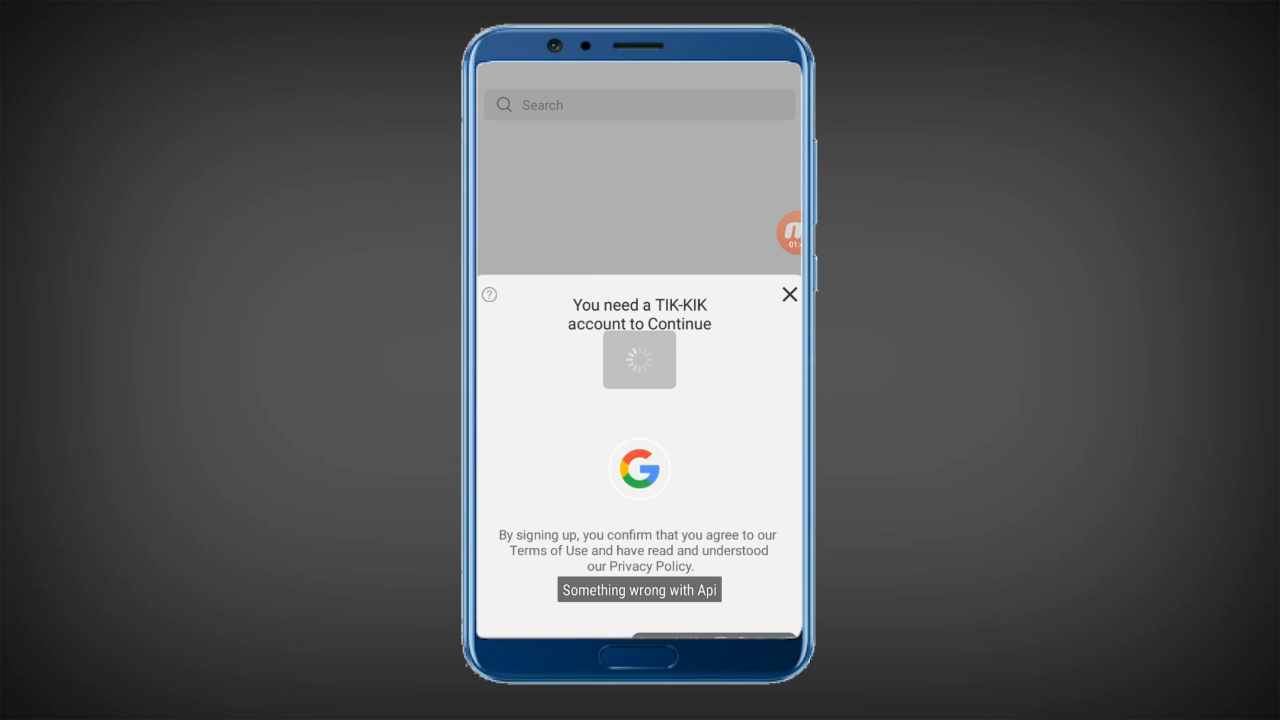 Search
01:
?
You need a TIK-KIK
account to Continue
By signing up, you confirm that you agree to our
Terms of Use and have read and understood
our Privacy Policy.
Something wrong with Api